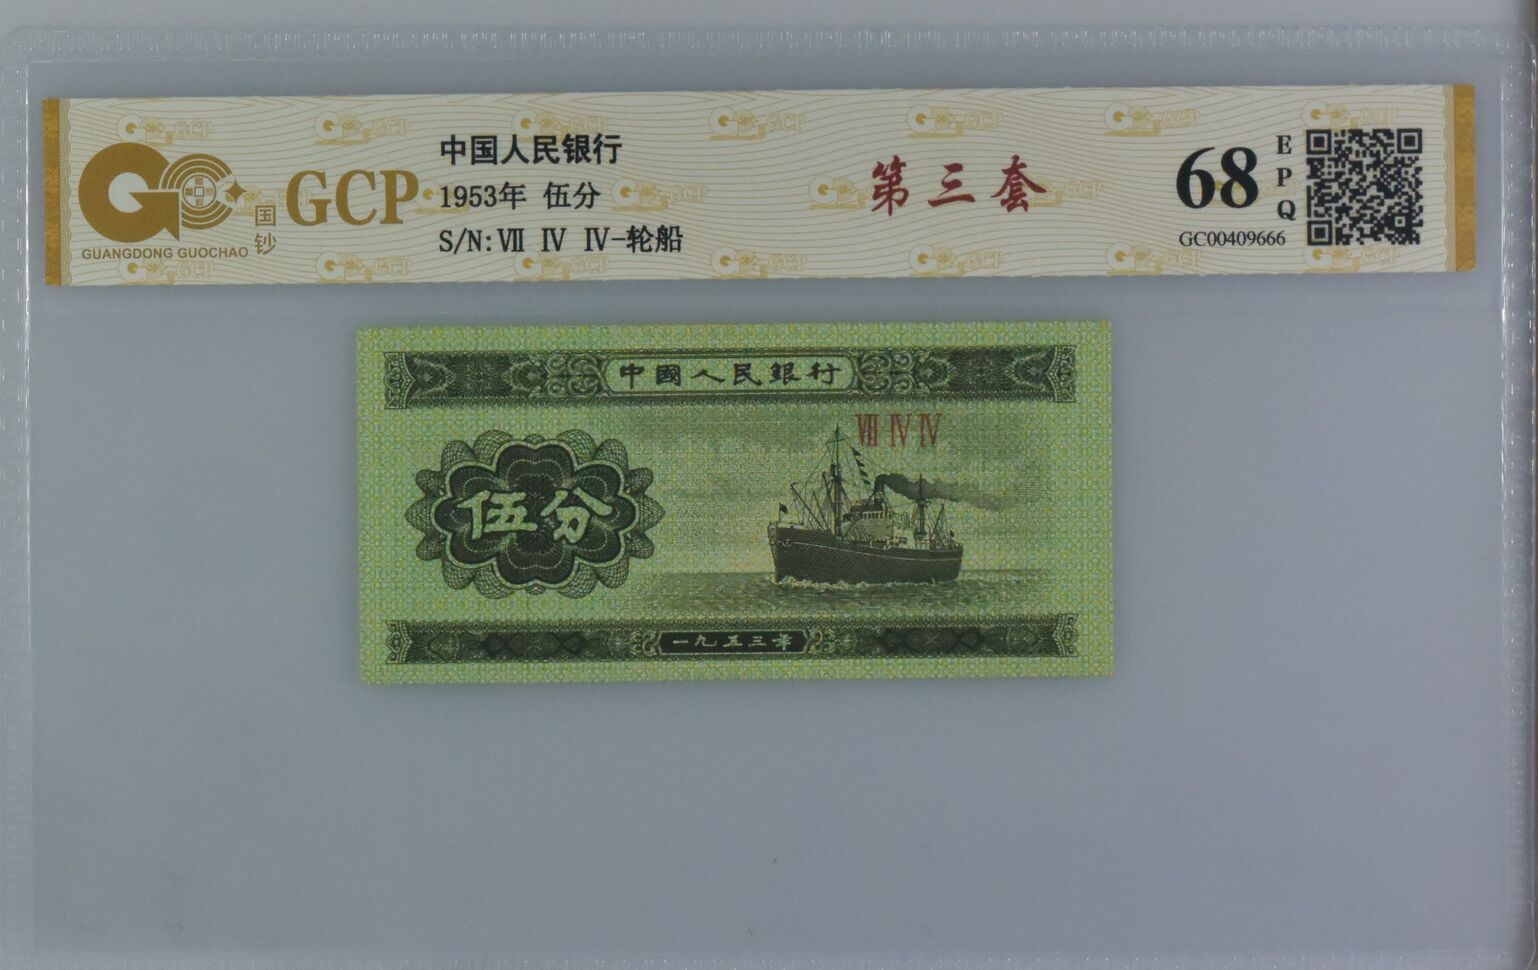 中国人民银行
1953年 伍分
S/N: Ⅶ Ⅳ Ⅳ-轮船
GCP
国钞
GUANGDONG GUOCHAO
第三套
68
EPQ
GC00409666
中國人民銀行
Ⅶ Ⅳ Ⅳ
伍分
一九五三年